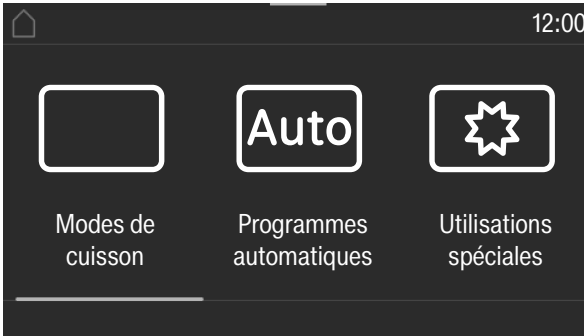 12:00
Auto
Modes de
cuisson
Programmes
automatiques
Utilisations
spéciales